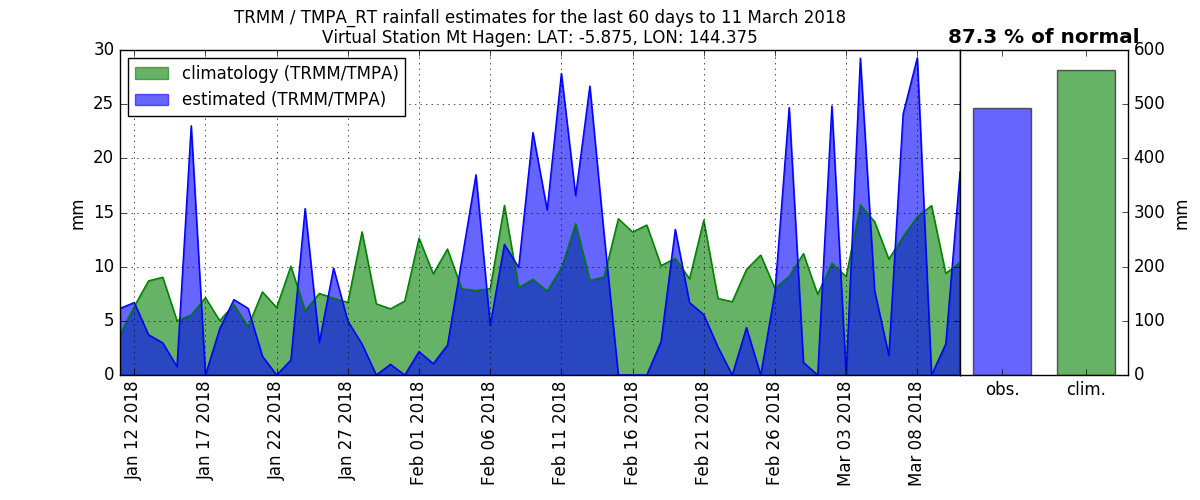 TRMM / TMPA_RT rainfall estimates for the last 60 days to 11 March 2018
Virtual Station Mt Hagen: LAT: -5.875, LON: 144.375
87.3 % of normal
climatology (TRMM/TMPA)
estimated (TRMM/TMPA)
mm
30
25
20
15
10
5
0
Jan 12 2018
Jan 17 2018
Jan 22 2018
Jan 27 2018
Feb 01 2018
Feb 06 2018
Feb 11 2018
Feb 16 2018
Feb 21 2018
Feb 26 2018
Mar 03 2018
Mar 08 2018
600
500
400
300
200
100
0
mm
obs.
clim.